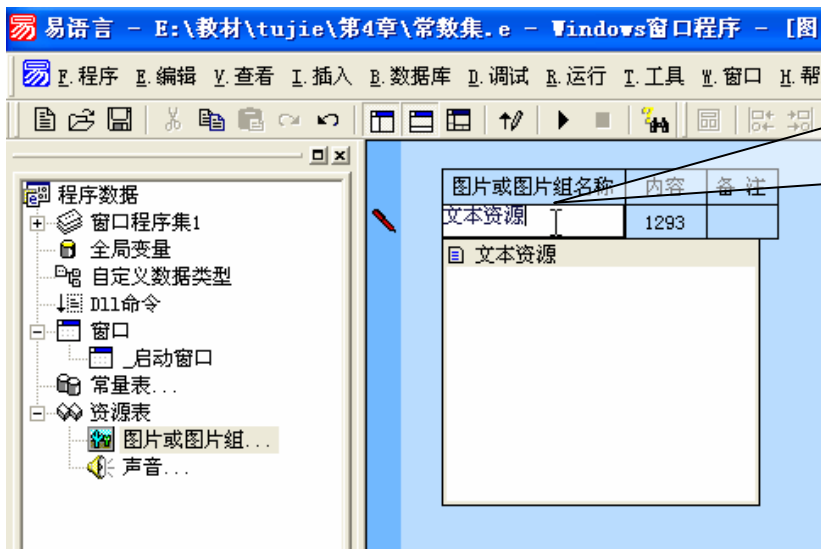 易语言 - E:\教材\tujie\第4章\常数集.e - Windows窗口程序 - [图
F.程序 E.编辑 V.查看 I.插入 B.数据库 D.调试 R.运行 T.工具 W.窗口 H.帮
程序数据
窗口程序集1
全局变量
自定义数据类型
Dll命令
窗口
_启动窗口
常量表...
资源表
图片或图片组...
声音...
图片或图片组名称 内容 备 注
文本资源 1293
文本资源